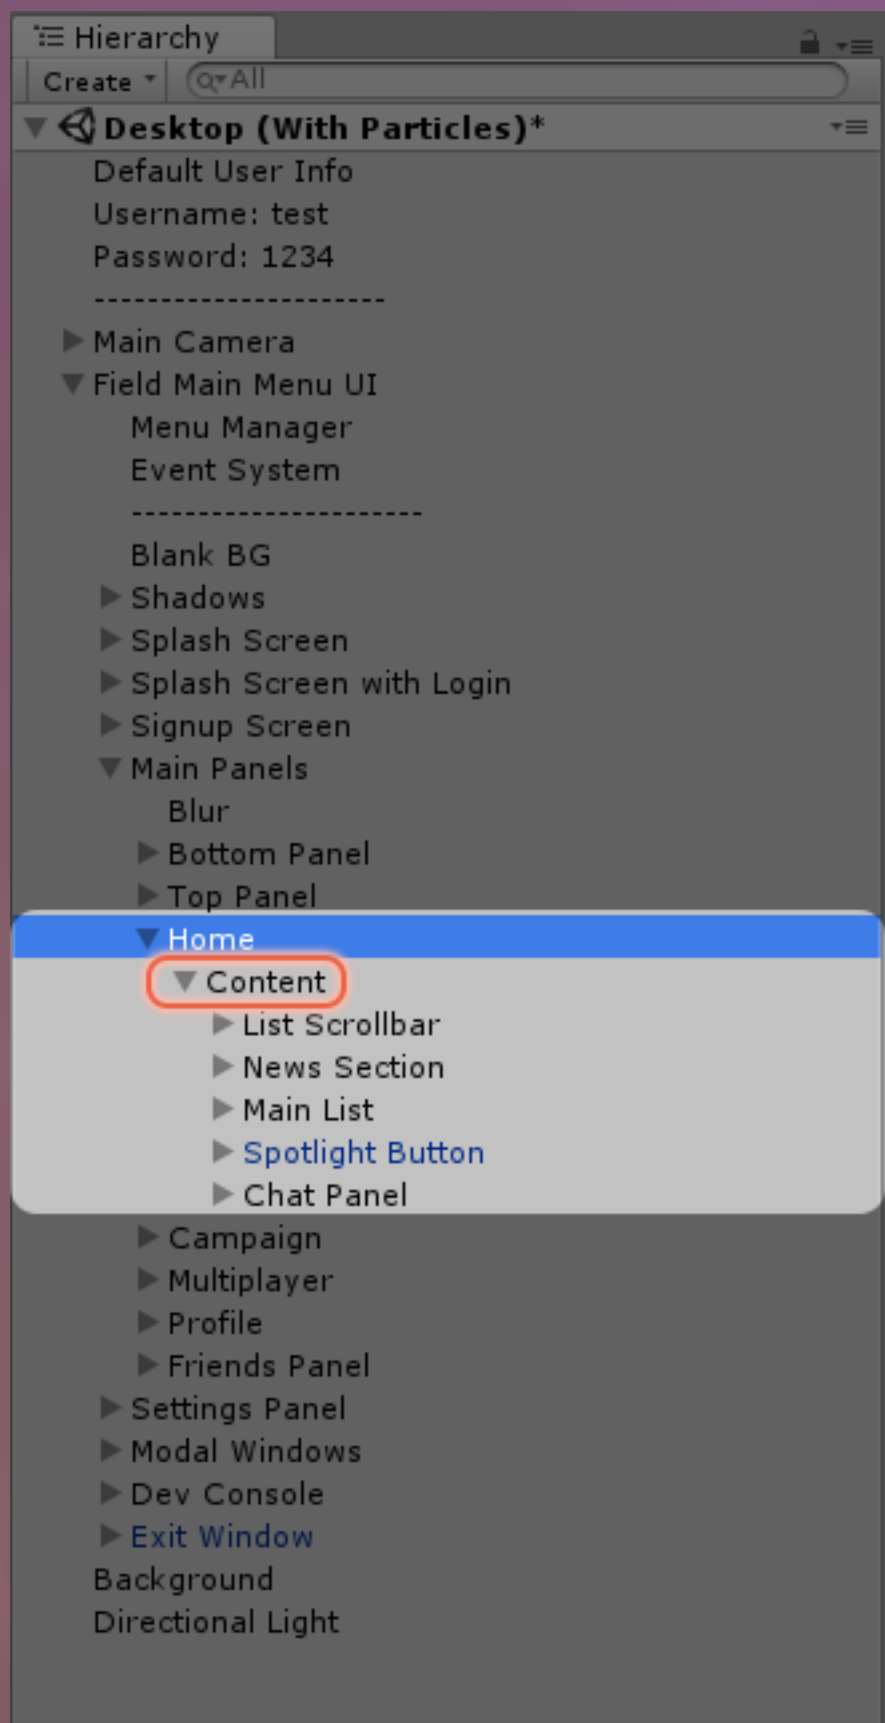 Hierarchy
Create
All
Desktop (With Particles)*
Default User Info
Username: test
Password: 1234
----------------------
Main Camera
Field Main Menu UI
Menu Manager
Event System
----------------------
Blank BG
Shadows
Splash Screen
Splash Screen with Login
Signup Screen
Main Panels
Blur
Bottom Panel
Top Panel
Home
Content
List Scrollbar
News Section
Main List
Spotlight Button
Chat Panel
Campaign
Multiplayer
Profile
Friends Panel
Settings Panel
Modal Windows
Dev Console
Exit Window
Background
Directional Light